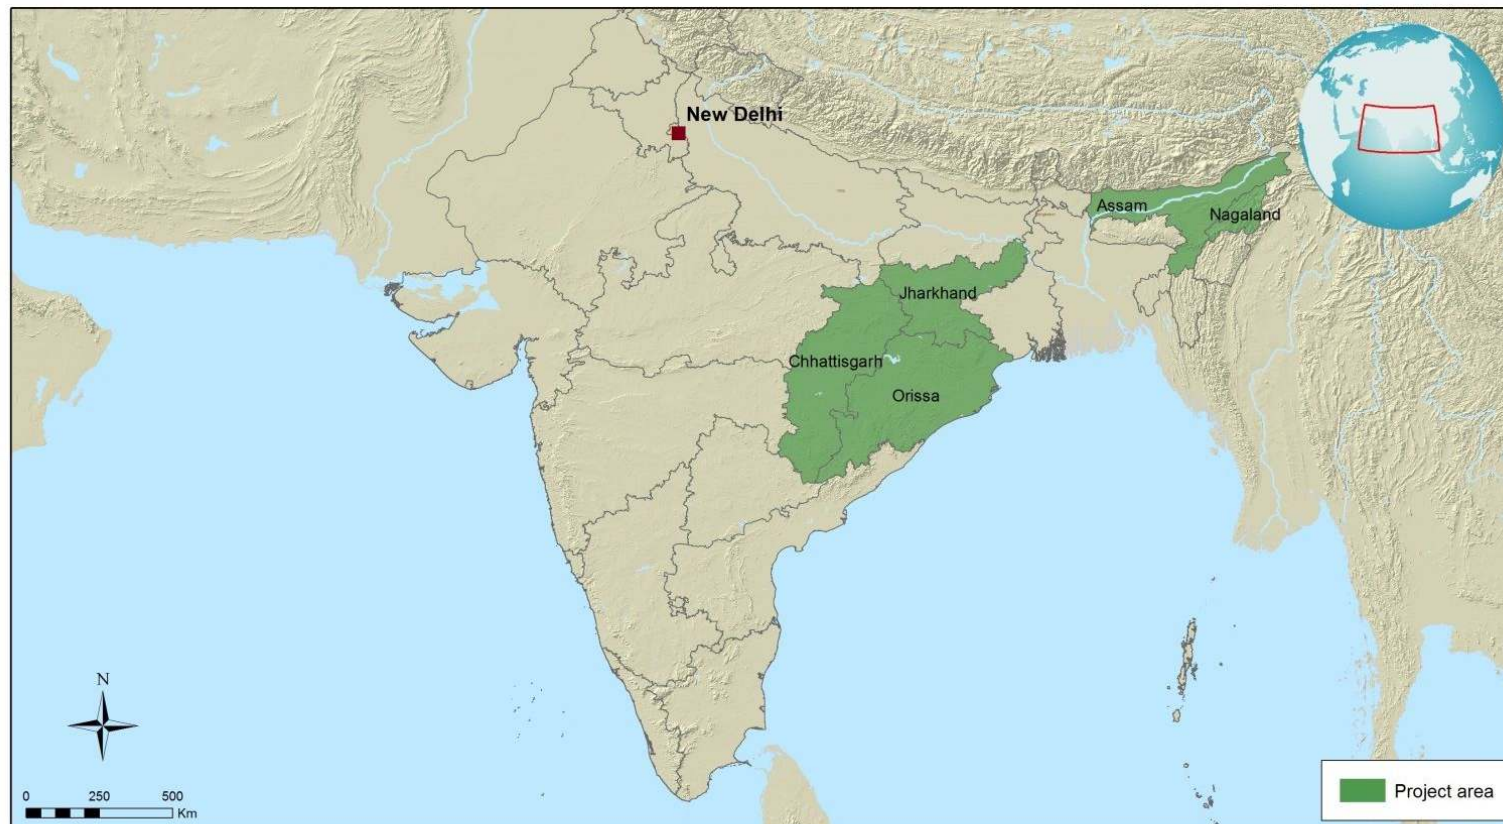 New Delhi
Assam
Nagaland
Jharkhand
Chhattisgarh
Orissa
N
0 250 500
Km
Project area